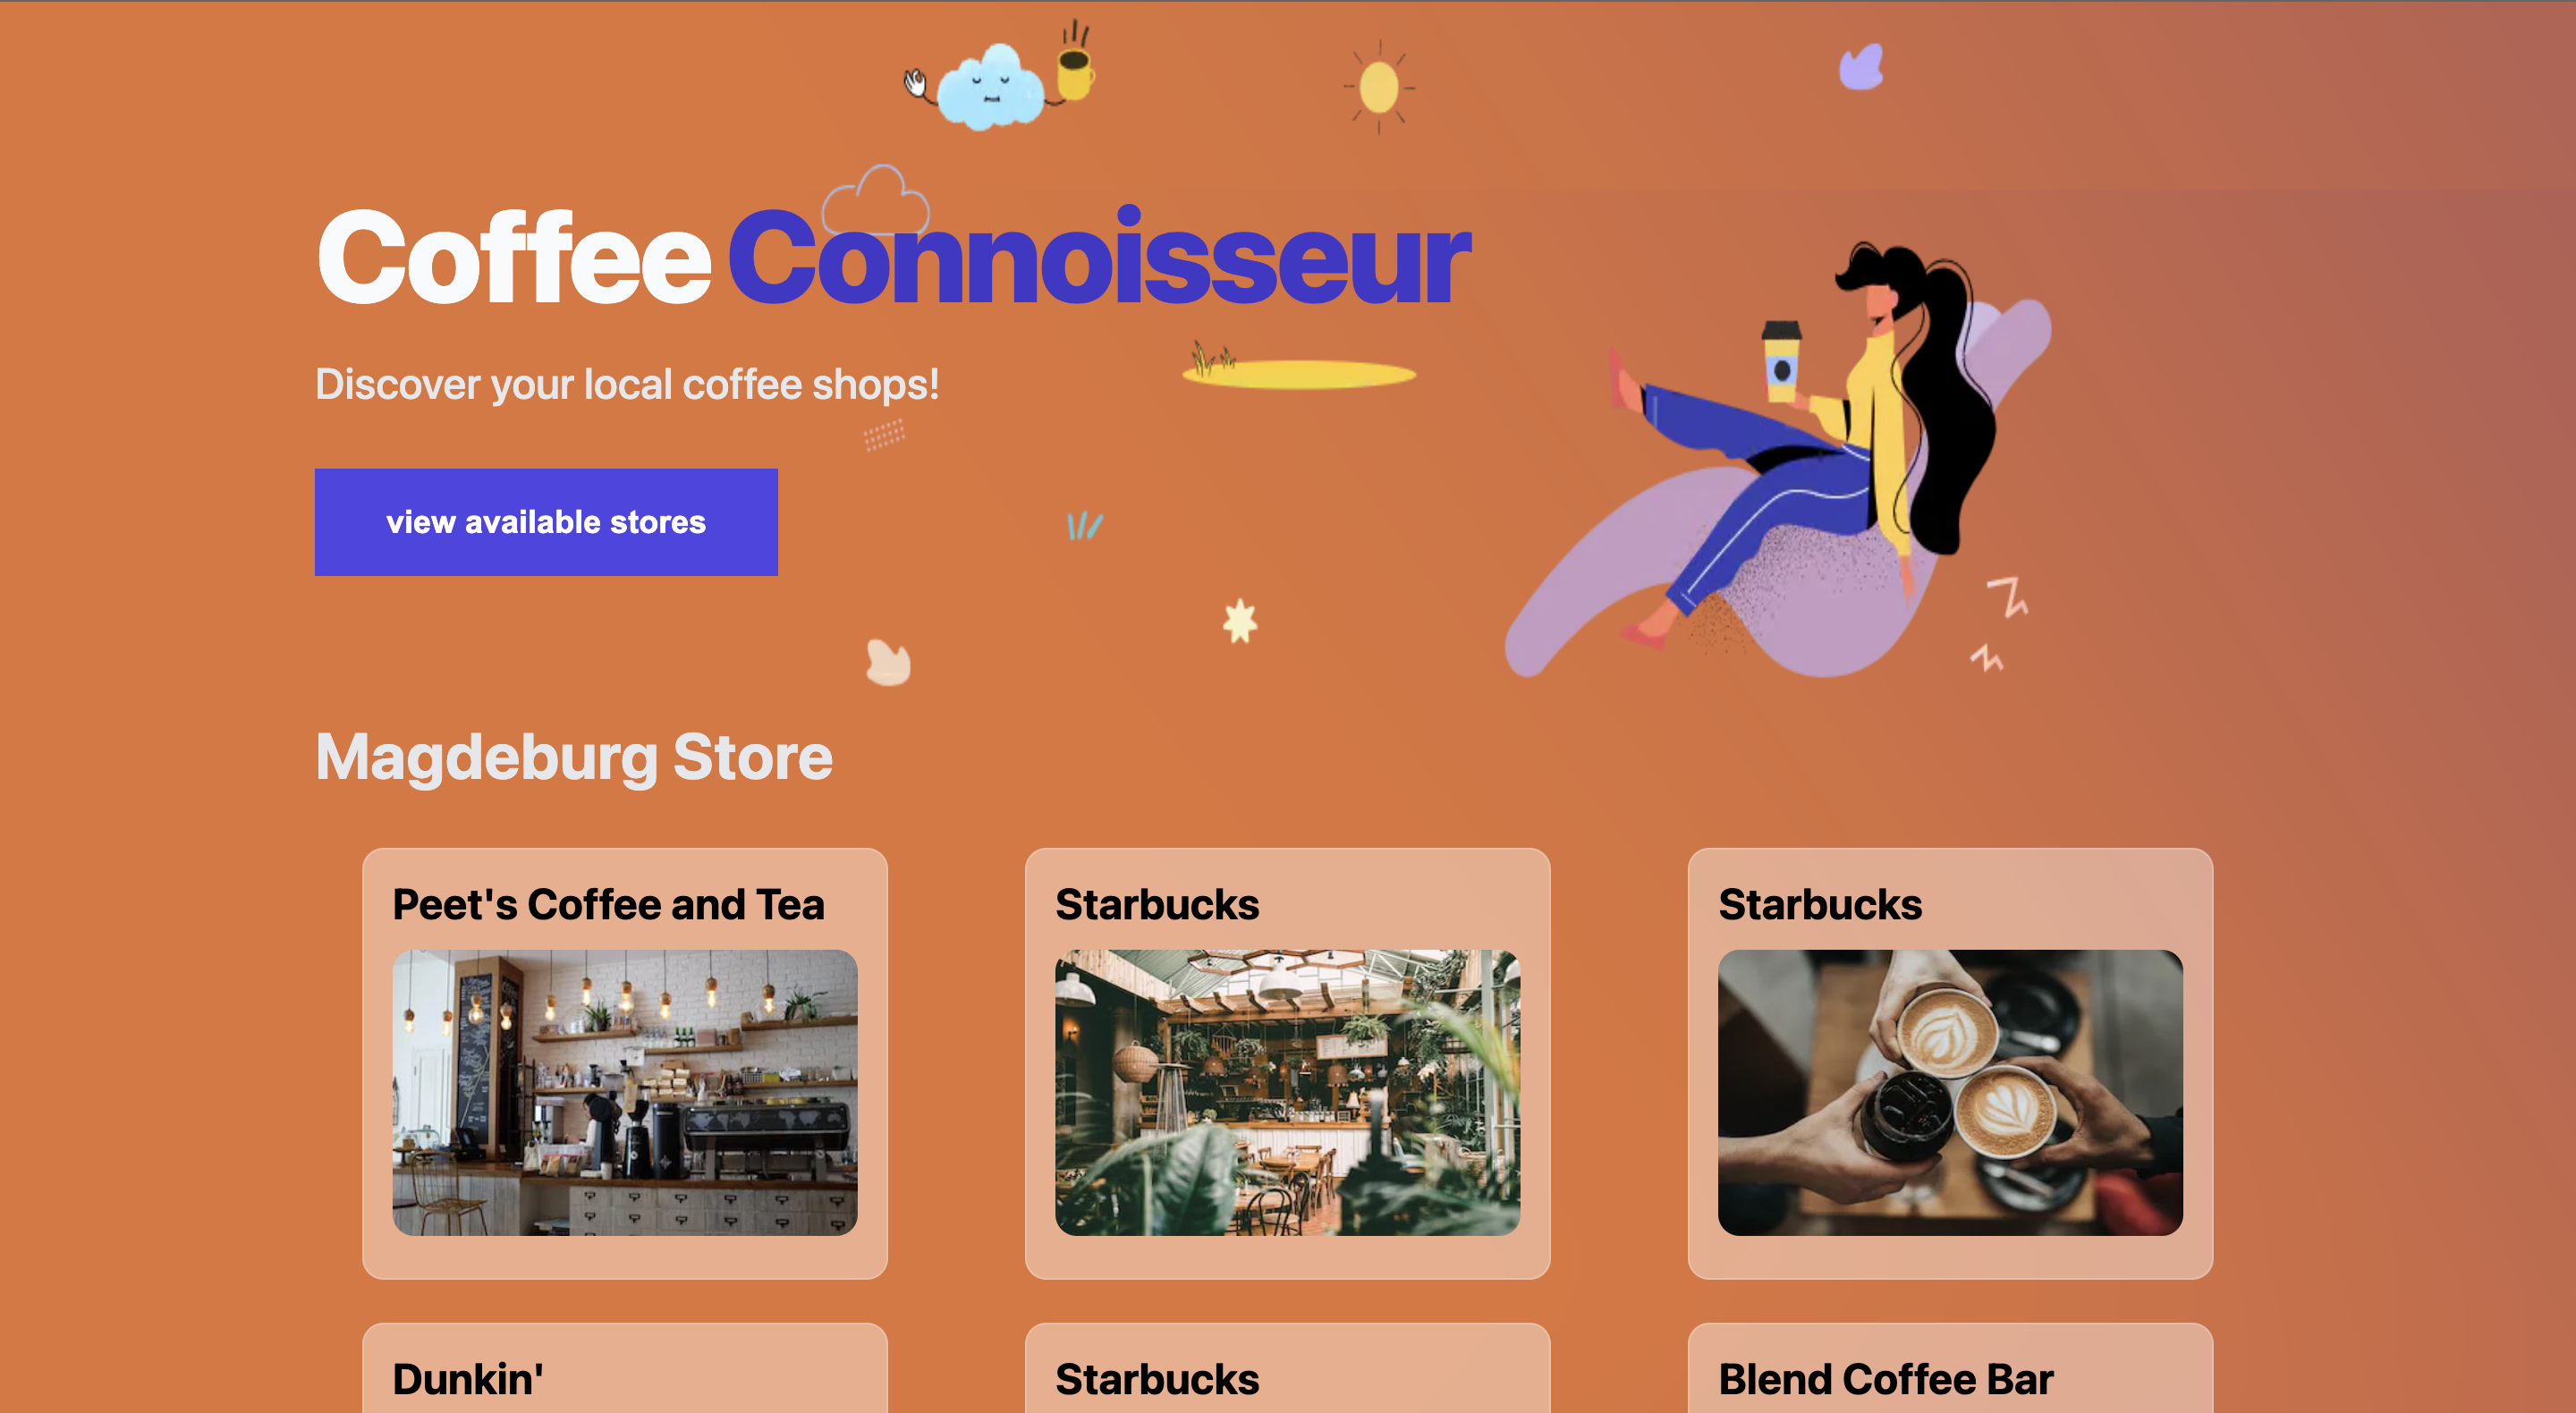 Coffee Connoisseur
Discover your local coffee shops!
view available stores
Magdeburg Store
Peet's Coffee and Tea
Starbucks
Starbucks
Dunkin'
Starbucks
Blend Coffee Bar